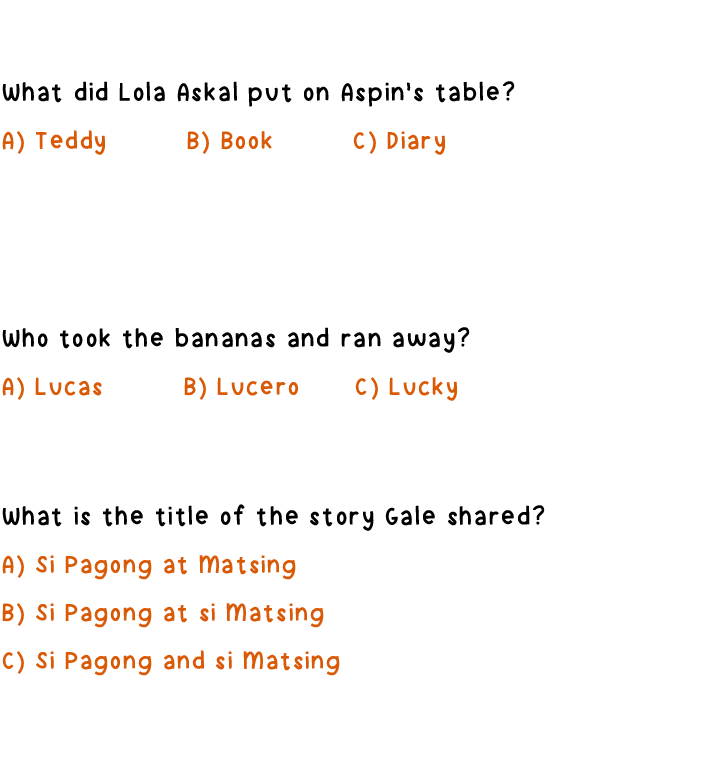 What did Lola Askal put on Aspin's table?
A) Teddy B) Book C) Diary
Who took the bananas and ran away?
A) Lucas B) Lucero C) Lucky
What is the title of the story Gale shared?
A) Si Pagong at Matsing
B) Si Pagong at si Matsing
C) Si Pagong and si Matsing